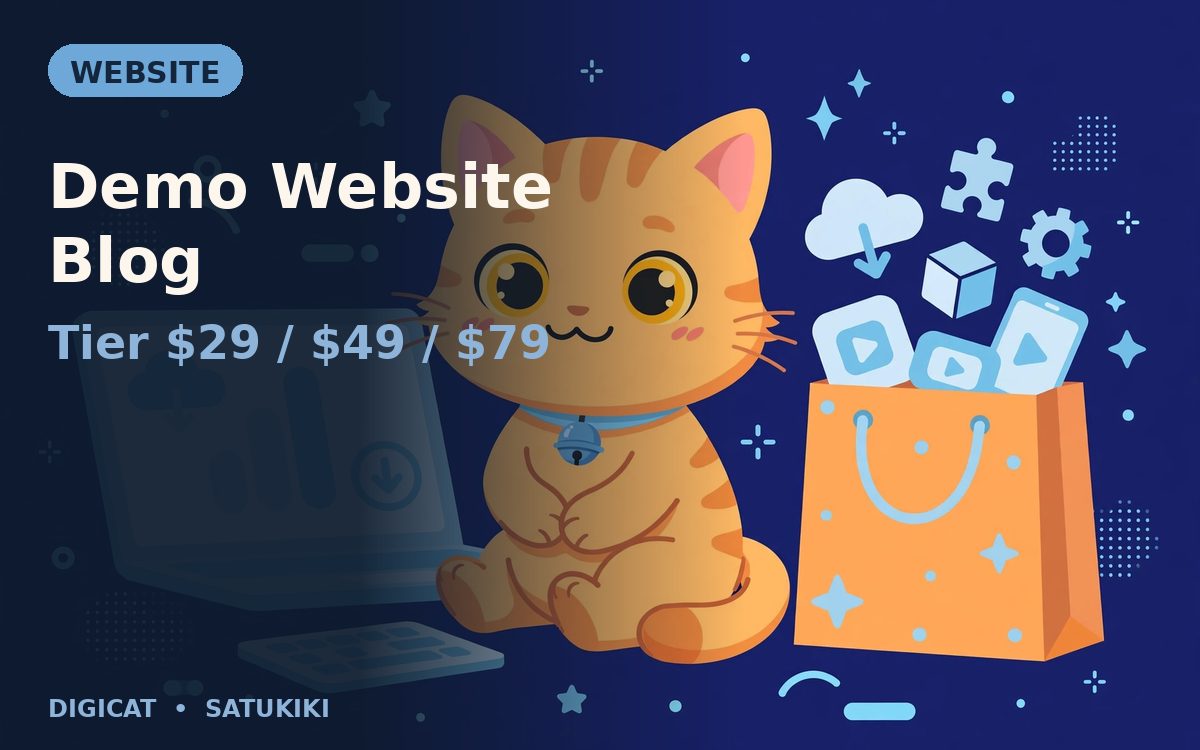 WEBSITE
Demo Website
Blog
Tier $29 / $49 / $79
DIGICAT • SATUKIKI